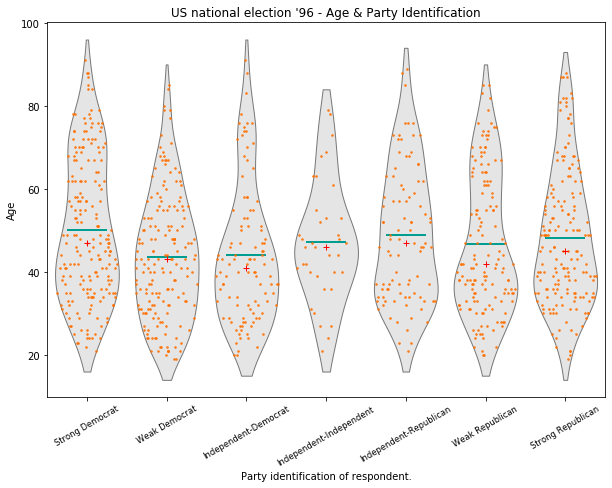 US national election '96 - Age & Party Identification
100
80
60
40
20
Age
Strong Democrat
Weak Democrat
Independent-Democrat
Independent-Independent
Independent-Republican
Weak Republican
Strong Republican
Party identification of respondent.